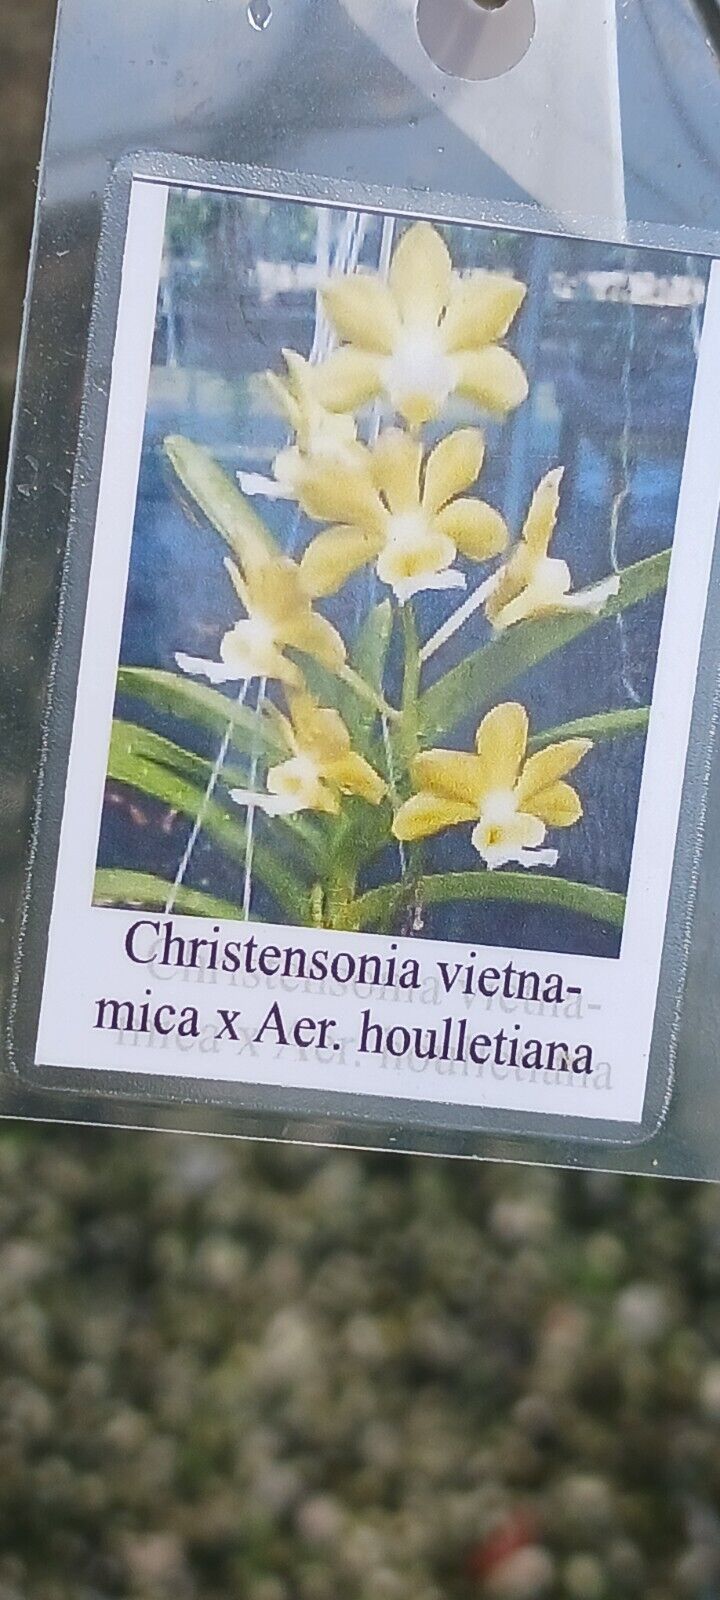 Christensonia vietna-
mica x Aer. houlletiana